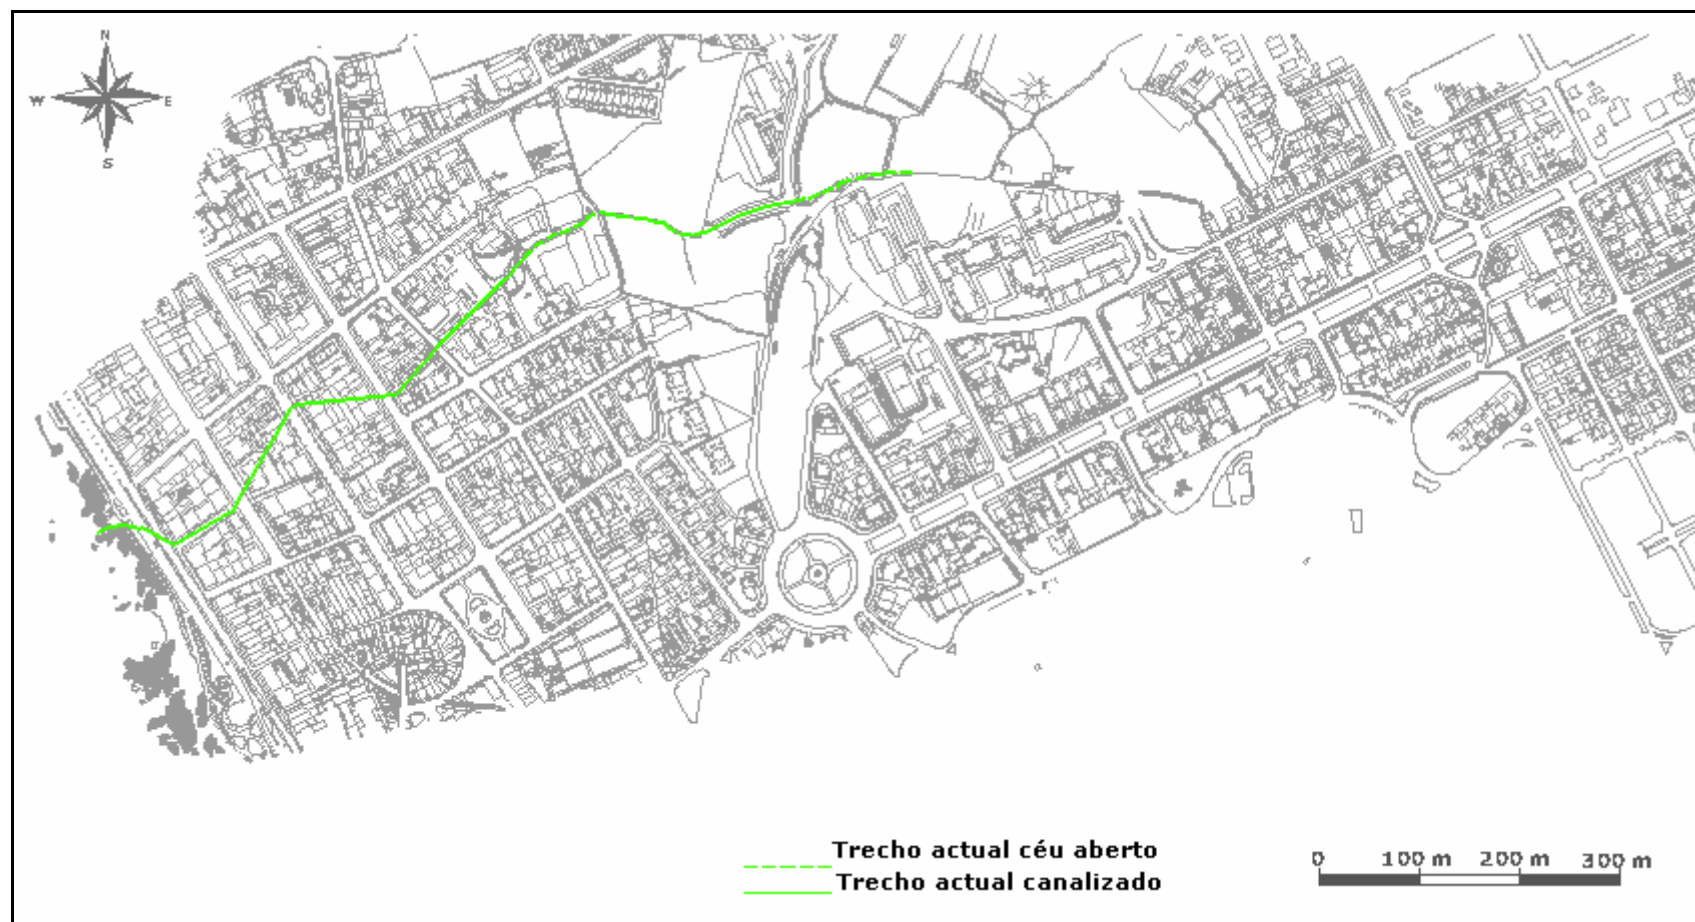 N
W E
S
Trecho actual céu aberto
Trecho actual canalizado
0 100 m 200 m 300 m